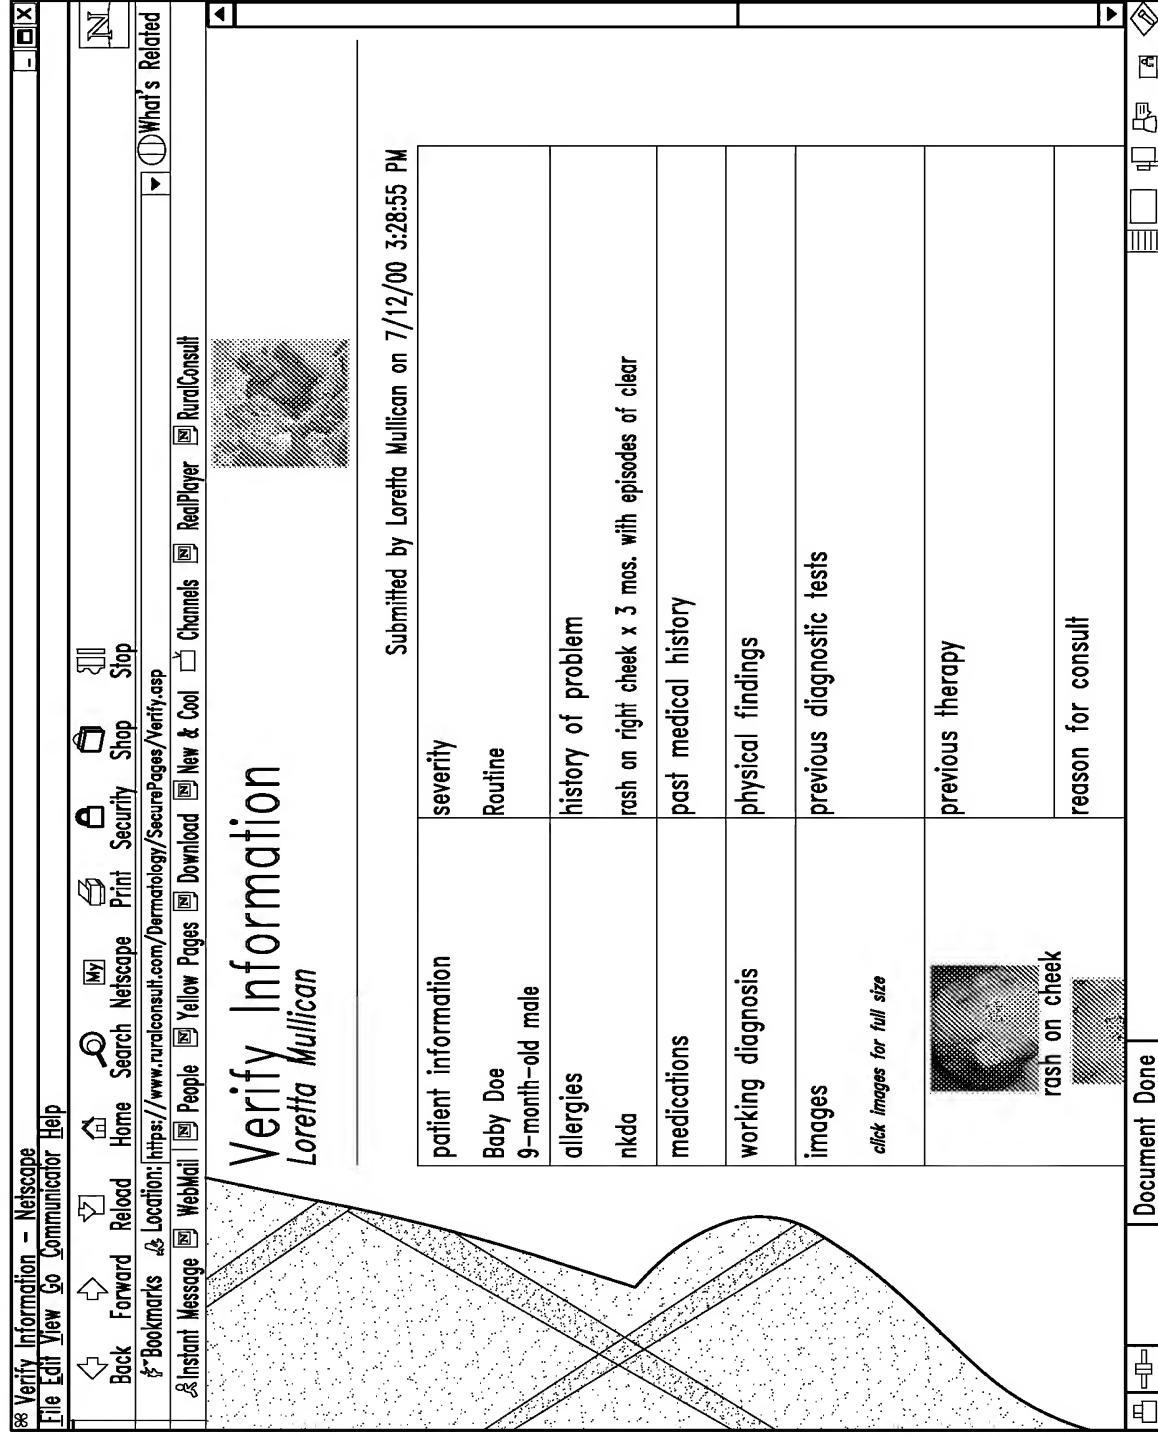 Verify Information - Netscape
File Edit View Go Communicator Help
Back Forward Reload Home Search Netscape Print Security Shop Stop
My
N
Bookmarks Location: https://www.ruralconsult.com/Dermatology/SecurePages/Verify.asp What's Related
Instant Message WebMail People Yellow Pages Download New & Cool Channels RealPlayer RuralConsult
Verify Information
Loretta Mullican
Submitted by Loretta Mullican on 7/12/00 3:28:55 PM
patient information
Baby Doe
9-month-old male
severity
Routine
allergies
nkda
history of problem
rash on right cheek x 3 mos. with episodes of clear
medications
past medical history
working diagnosis
physical findings
images
click images for full size
previous diagnostic tests
rash on cheek
previous therapy
reason for consult
Document Done